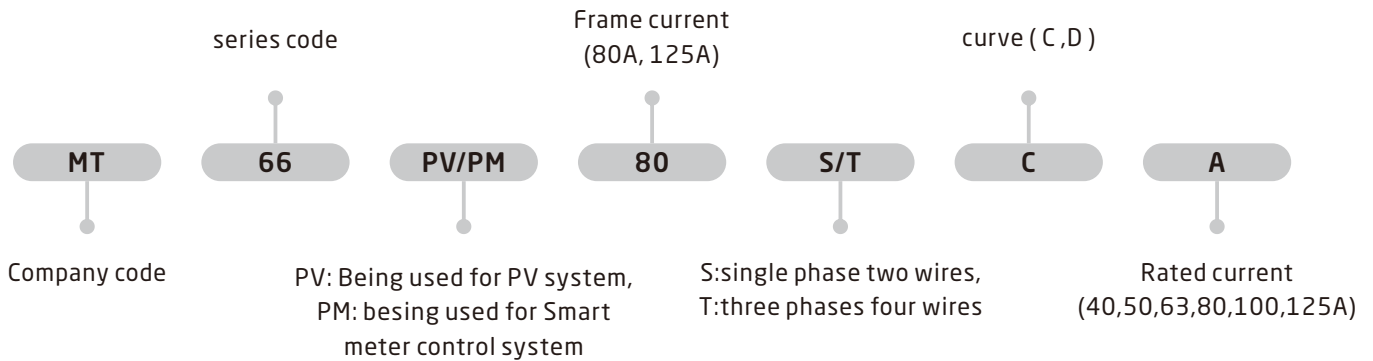 series code
Frame current
(80A, 125A)
curve ( C ,D )
MT
66
PV/PM
80
S/T
C
A
Company code
PV: Being used for PV system,
PM: besing used for Smart
meter control system
S:single phase two wires,
T:three phases four wires
Rated current
(40,50,63,80,100,125A)